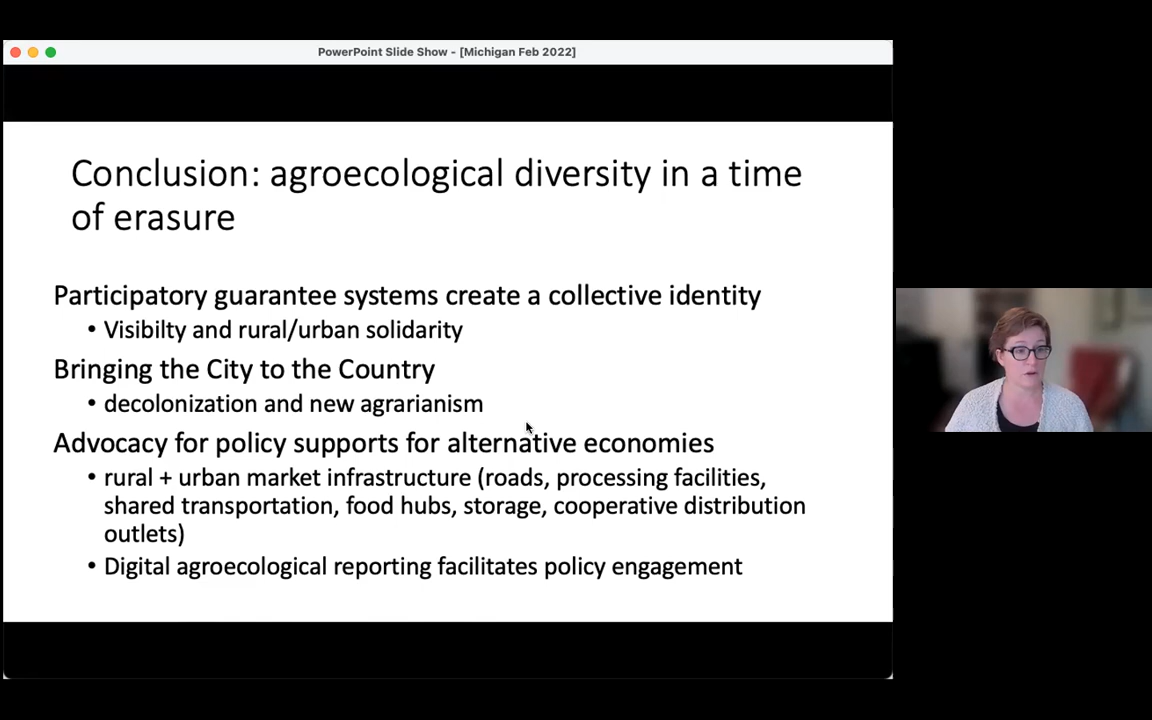 PowerPoint Slide Show - [Michigan Feb 2022]
Conclusion: agroecological diversity in a time
of erasure
Participatory guarantee systems create a collective identity
• Visibilty and rural/urban solidarity
Bringing the City to the Country
• decolonization and new agrarianism
Advocacy for policy supports for alternative economies
• rural + urban market infrastructure (roads, processing facilities,
shared transportation, food hubs, storage, cooperative distribution
outlets)
• Digital agroecological reporting facilitates policy engagement